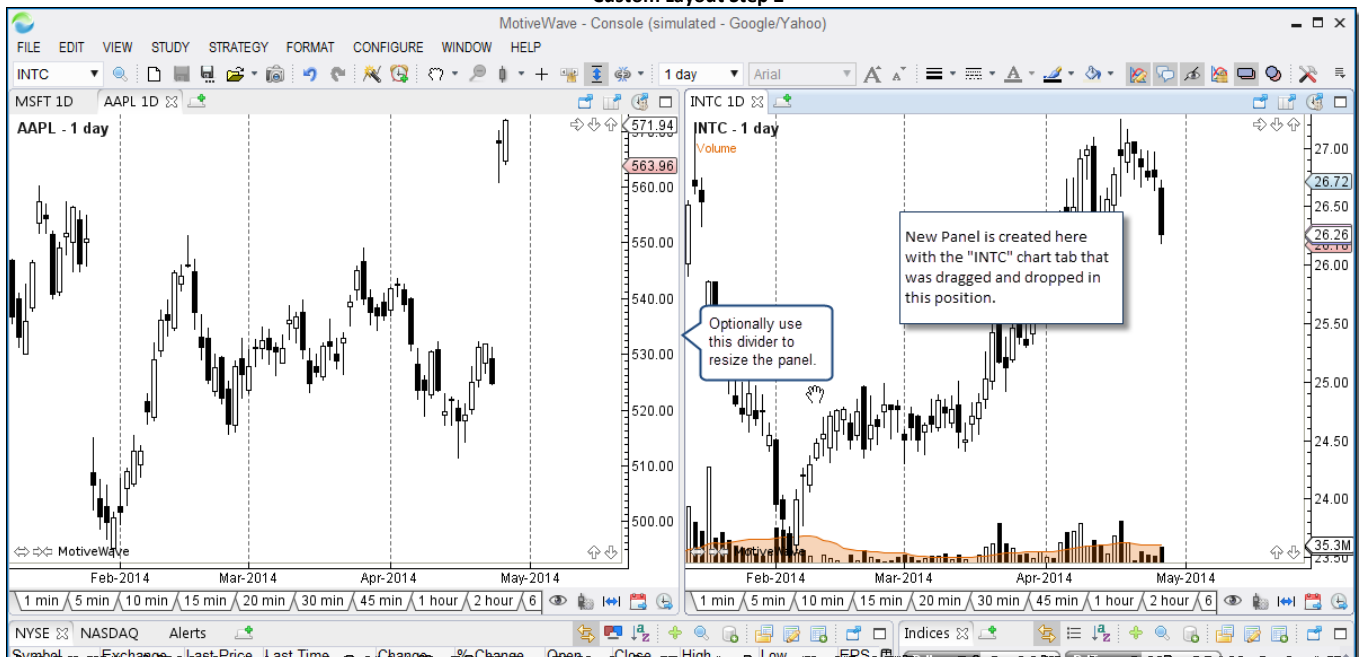 Custom Layout Step 2
MotiveWave - Console (simulated - Google/Yahoo)
FILE EDIT VIEW STUDY STRATEGY FORMAT CONFIGURE WINDOW HELP
INTC 1 day Arial
MSFT 1D AAPL 1D
AAPL - 1 day
571.94
563.96
560.00
550.00
540.00
530.00
520.00
510.00
500.00
MotiveWave
Feb-2014 Mar-2014 Apr-2014 May-2014
1 min 5 min 10 min 15 min 20 min 30 min 45 min 1 hour 2 hour 6
INTC 1D
INTC - 1 day
Volume
27.00
26.72
26.50
26.26
26.00
25.50
25.00
24.50
24.00
35.3M
23.50
New Panel is created here
with the "INTC" chart tab that
was dragged and dropped in
this position.
Optionally use
this divider to
resize the panel.
MotiveWave
Feb-2014 Mar-2014 Apr-2014 May-2014
1 min 5 min 10 min 15 min 20 min 30 min 45 min 1 hour 2 hour 6
NYSE NASDAQ Alerts
Indices
Symbol Exchange Last Price Last Time Change %Change Open Close High Low EPS